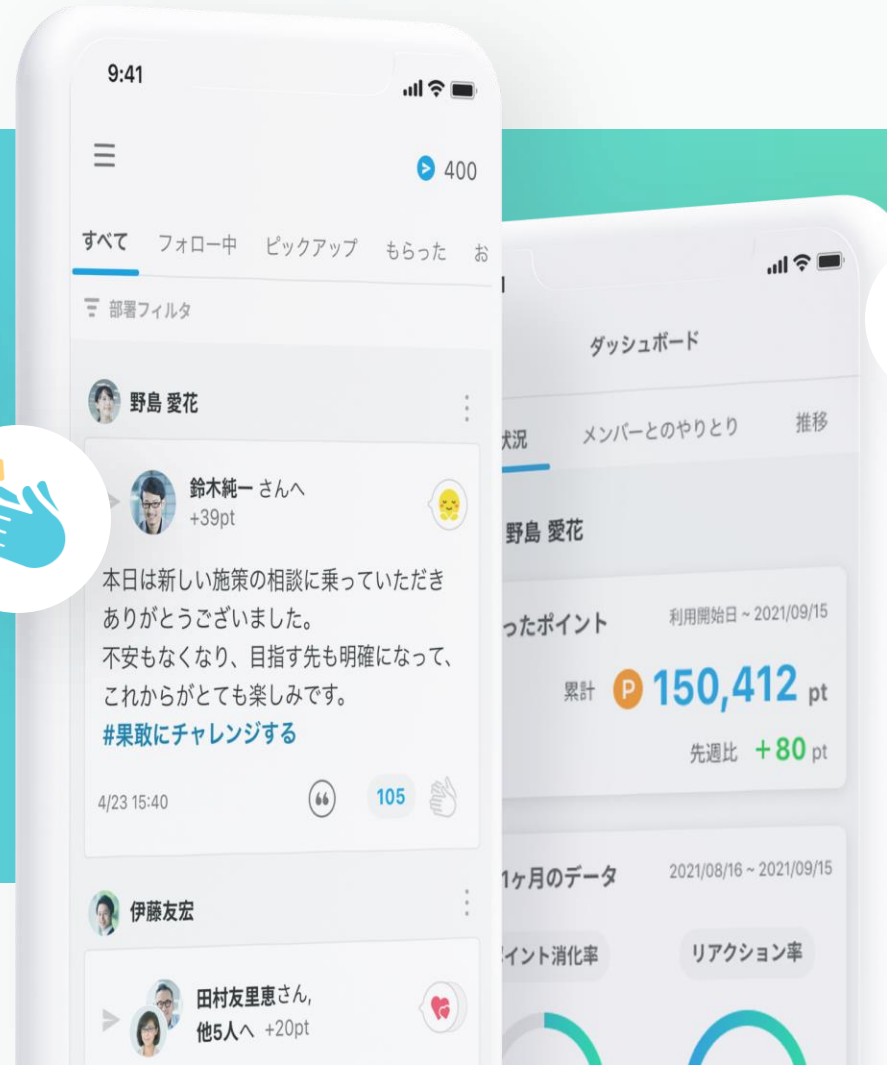 9:41
400
すべて フォロー中 ピックアップ もらった お
部署フィルタ
野島 愛花
鈴木純一 さんへ
+39pt
本日は新しい施策の相談に乗っていただき
ありがとうございました。
不安もなくなり、目指す先も明確になって、
これからがとても楽しみです。
#果敢にチャレンジする
4/23 15:40
105
伊藤友宏
田村友里恵さん,
他5人へ +20pt
ダッシュボード
状況 メンバーとのやりとり 推移
野島 愛花
ったポイント 利用開始日 ~ 2021/09/15
累計 P 150,412 pt
先週比 +80 pt
1ヶ月のデータ 2021/08/16 ~ 2021/09/15
イント消化率 リアクション率